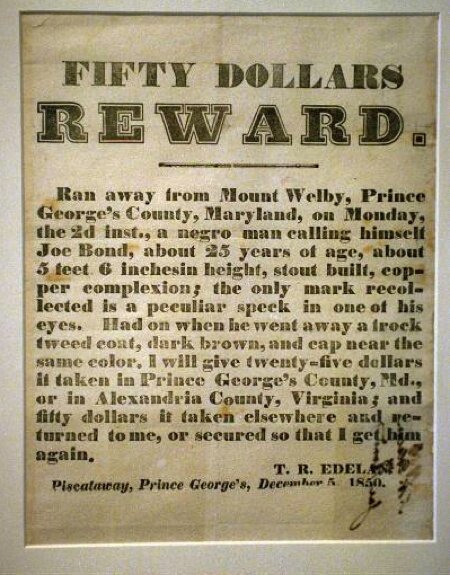 FIFTY DOLLARS
REWARD.
Ran away from Mount Welby, Prince
George's County, Maryland, on Monday,
the 2d inst., a negro man calling himself
Joe Bond, about 25 years of age, about
5 feet 6 inchesin height, stout built, cop-
per complexion; the only mark recol-
lected is a peculiar speck in one of his
eyes. Had on when he went away a frock
tweed coat, dark brown, and cap near the
same color. I will give twenty-five dollars
if taken in Prince George's County, Md.,
or in Alexandria County, Virginia; and
fifty dollars if taken elsewhere and re-
turned to me, or secured so that I get him
again.
T. R. EDELA
Piscataway, Prince George's, December 5, 1850.